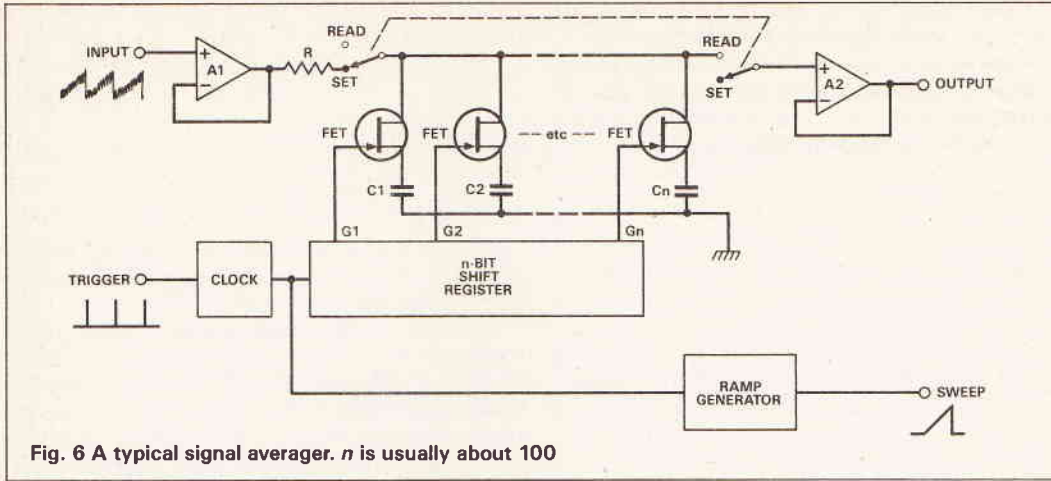 READ
INPUT
+
A1
−
R
SET
READ
SET
+
A2
−
OUTPUT
FET
FET
-- etc --
FET
C1
C2
Cn
G1
G2
Gn
TRIGGER
CLOCK
n-BIT
SHIFT
REGISTER
RAMP
GENERATOR
SWEEP
Fig. 6 A typical signal averager. n is usually about 100